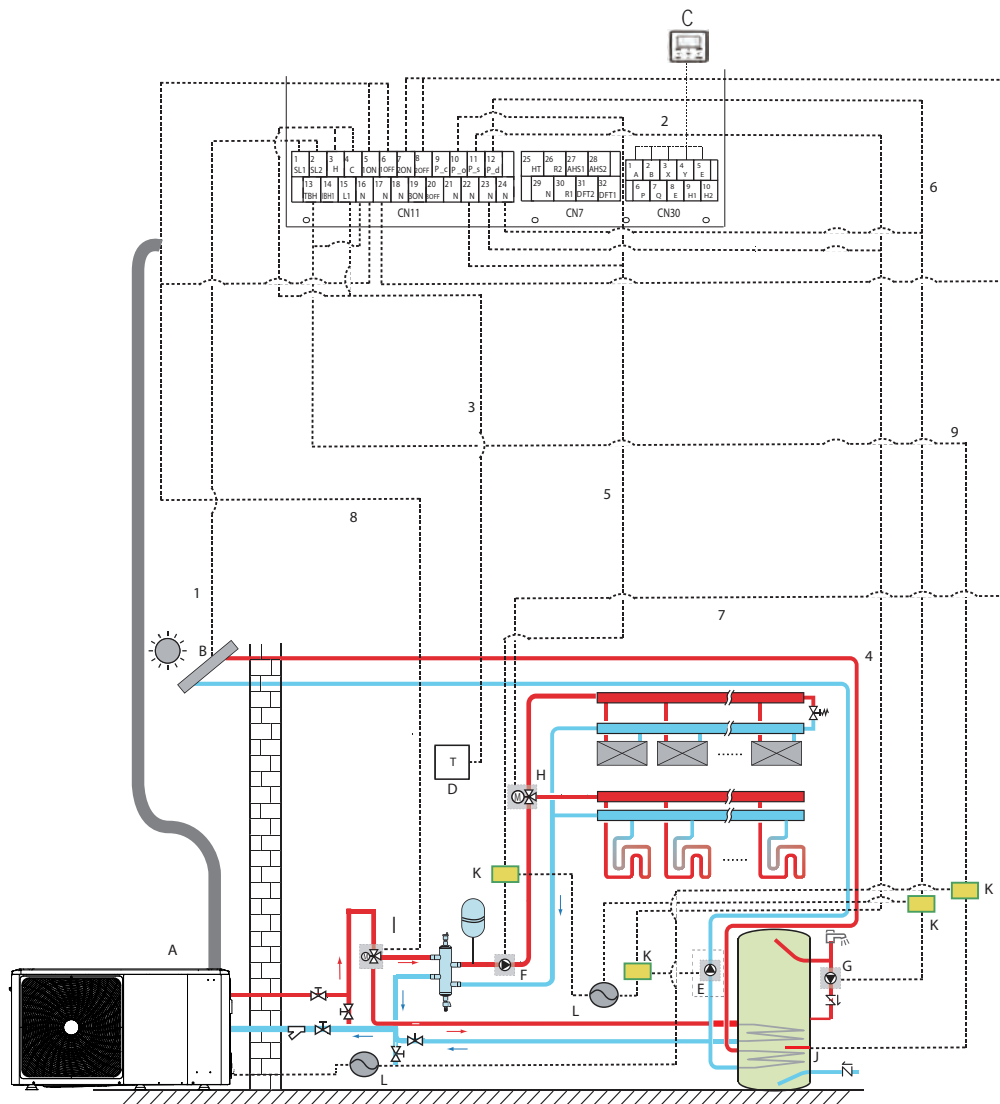 C
2
1 2 3 4 5 6 7 8 9 10 11 12
SL1 SL2 H C 1ON 1OFF 2ON 2OFF P_c P_o P_s P_d
13 14 15 16 17 18 19 20 21 22 23 24
TBH IBH1 L1 N N N 3ON 3OFF N N N N
CN11
25 26 27 28
HT R2 AHS1 AHS2
29 30 31 32
N R1 DFT2 DFT1
CN7
1 2 3 4 5
A B X Y E
6 7 8 9 10
P Q E H1 H2
CN30
6
3
9
5
8
1
7
B
4
T
D
M
H
K
K
K
I
A
M
F
K
E
G
L
J
L